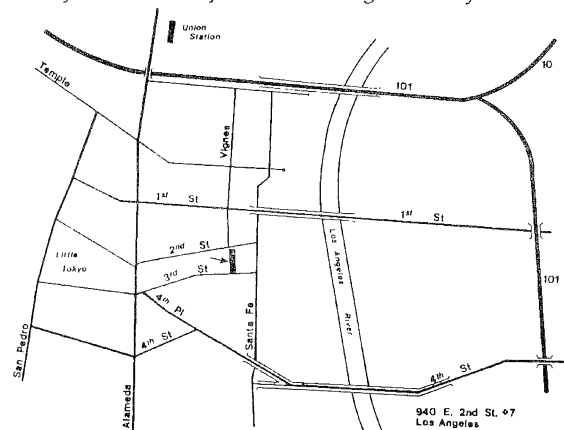 Union
Station
10
101
Temple
Vignes
1st St
1st St
2nd St
3rd St
Little
Tokyo
Los Angeles River
101
4th Pl
4th St
Santa Fe
San Pedro
Alameda
4th St
940 E. 2nd St. #7
Los Angeles